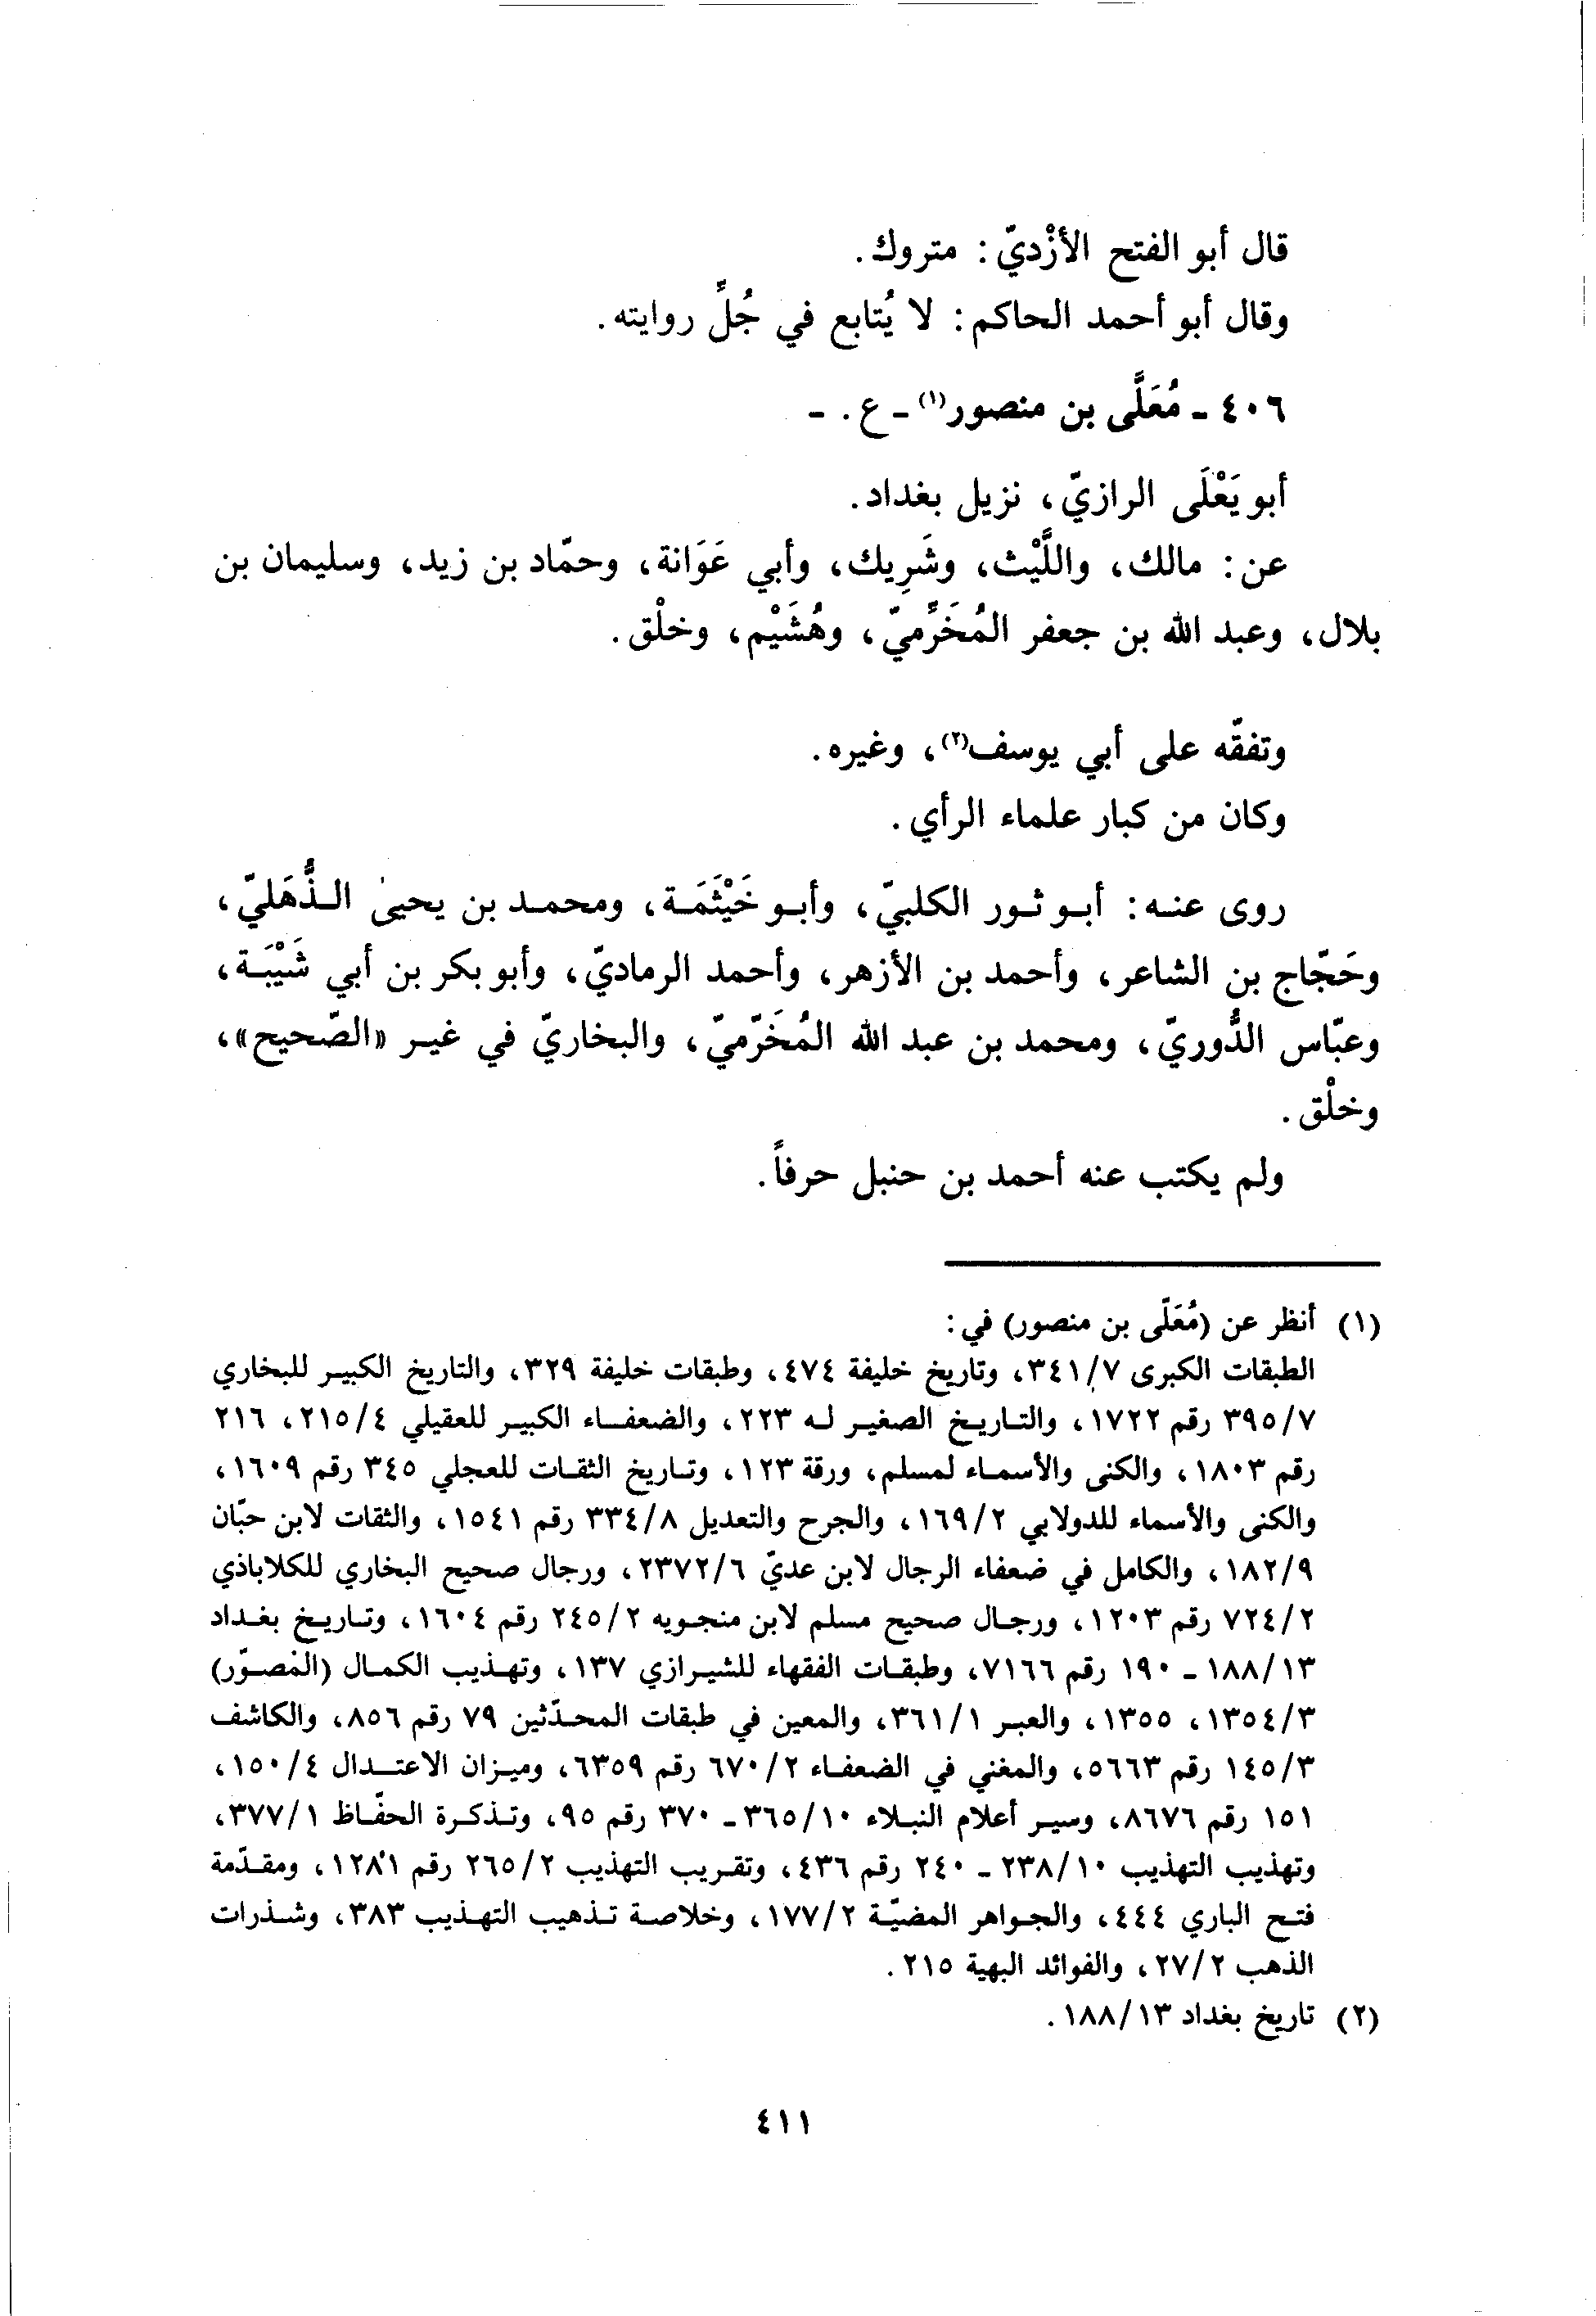 قال أبو الفتح الأزْديّ: متروك.
وقال أبو أحمد الحاكم: لا يُتابع في جُلِّ روايته.
٤٠٦ - مُعَلَّى بن منصور(١) - ع. -
أبو يَعْلَى الرازيّ، نزيل بغداد.
عن: مالك، واللَّيْث، وشَرِيك، وأبي عَوَانة، وحمّاد بن زيد، وسليمان بن
بلال، وعبد الله بن جعفر المُخَرِّميّ، وهُشَيْم، وخلْق.
وتفقّه على أبي يوسف(٢)، وغيره.
وكان من كبار علماء الرأي.
روى عنه: أبو ثور الكلبيّ، وأبو خَيْثَمَة، ومحمد بن يحيىٰ الذُّهَليّ،
وحَجّاج بن الشاعر، وأحمد بن الأزهر، وأحمد الرماديّ، وأبو بكر بن أبي شَيْبَة،
وعبّاس الدُّوريّ، ومحمد بن عبد الله المُخَرّميّ، والبخاريّ في غير «الصّحيح»،
وخلْق.
ولم يكتب عنه أحمد بن حنبل حرفاً.
(١) أنظر عن (مُعَلّى بن منصور) في:
الطبقات الكبرى ٣٤١/٧، وتاريخ خليفة ٤٧٤، وطبقات خليفة ٣٢٩، والتاريخ الكبير للبخاري
٣٩٥/٧ رقم ١٧٢٢، والتاريخ الصغير له ٢٢٣، والضعفاء الكبير للعقيلي ٢١٥/٤، ٢١٦
رقم ١٨٠٣، والكنى والأسماء لمسلم، ورقة ١٢٣، وتاريخ الثقات للعجلي ٣٤٥ رقم ١٦٠٩،
والكنى والأسماء للدولابي ١٦٩/٢، والجرح والتعديل ٣٣٤/٨ رقم ١٥٤١، والثقات لابن حبّان
١٨٢/٩، والكامل في ضعفاء الرجال لابن عديّ ٢٣٧٢/٦، ورجال صحيح البخاري للكلاباذي
٧٢٤/٢ رقم ١٢٠٣، ورجال صحيح مسلم لابن منجويه ٢٤٥/٢ رقم ١٦٠٤، وتاريخ بغداد
١٨٨/١٣ - ١٩٠ رقم ٧١٦٦، وطبقات الفقهاء للشيرازي ١٣٧، وتهذيب الكمال (المصوّر)
١٣٥٤/٣، ١٣٥٥، والعبر ٣٦١/١، والمعين في طبقات المحدّثين ٧٩ رقم ٨٥٦، والكاشف
١٤٥/٣ رقم ٥٦٦٣، والمغني في الضعفاء ٦٧٠/٢ رقم ٦٣٥٩، وميزان الاعتدال ١٥٠/٤،
١٥١ رقم ٨٦٧٦، وسير أعلام النبلاء ٣٦٥/١٠ - ٣٧٠ رقم ٩٥، وتذكرة الحفّاظ ٣٧٧/١،
وتهذيب التهذيب ٢٣٨/١٠ - ٢٤٠ رقم ٤٣٦، وتقريب التهذيب ٢٦٥/٢ رقم ١٢٨١، ومقدّمة
فتح الباري ٤٤٤، والجواهر المضيّة ١٧٧/٢، وخلاصة تذهيب التهذيب ٣٨٣، وشذرات
الذهب ٢٧/٢، والفوائد البهية ٢١٥.
(٢) تاريخ بغداد ١٨٨/١٣.
٤١١